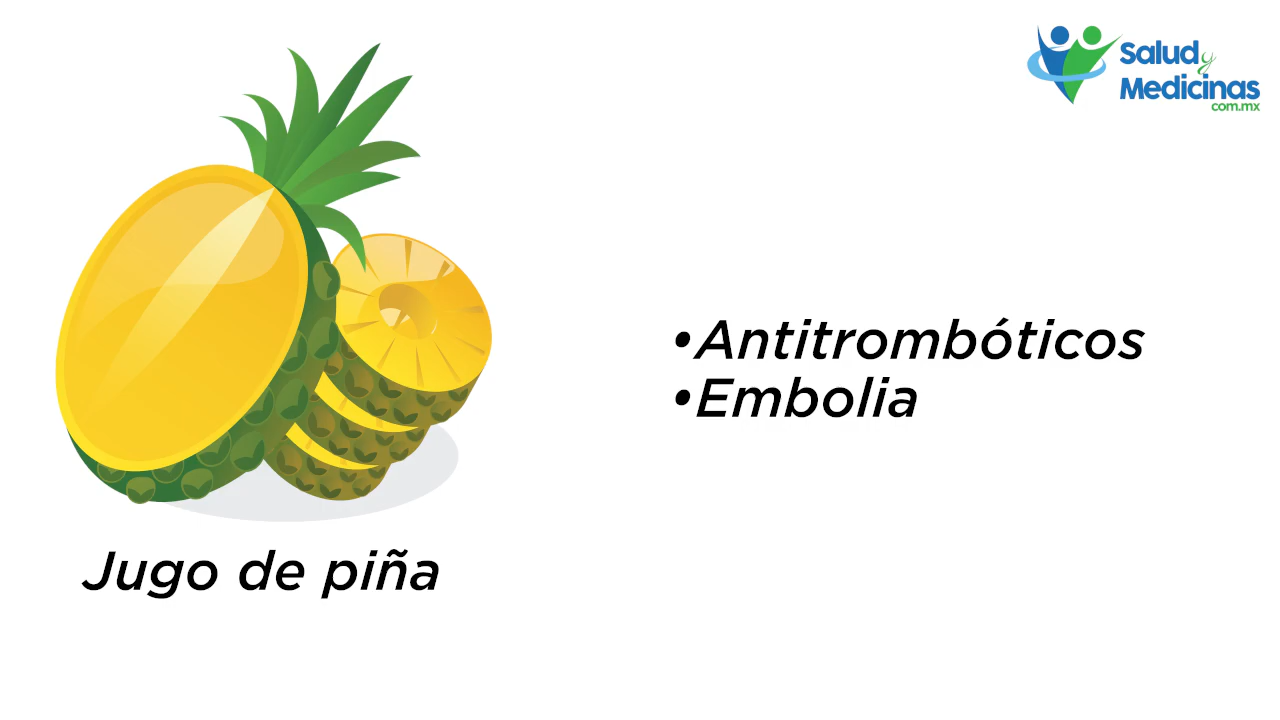 Salud y
Medicinas
com.mx
•Antitrombóticos
•Embolia
Jugo de piña